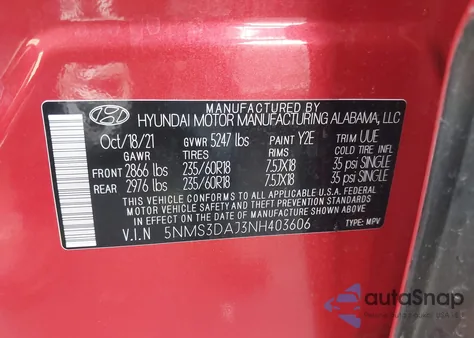 MANUFACTURED BY
HYUNDAI MOTOR MANUFACTURING ALABAMA, LLC
Oct/18/21 GVWR 5247 lbs PAINT Y2E TRIM UUE
GAWR TIRES RIMS COLD TIRE INFL
FRONT 2866 lbs 235/60R18 7.5JX18 35 psi SINGLE
REAR 2976 lbs 235/60R18 7.5JX18 35 psi SINGLE
THIS VEHICLE CONFORMS TO ALL APPLICABLE U.S.A. FEDERAL
MOTOR VEHICLE SAFETY AND THEFT PREVENTION STANDARDS IN
EFFECT ON THE DATE OF MANUFACTURE SHOWN ABOVE.
V.I.N 5NMS3DAJ3NH403606 TYPE: MPV
autoSnap